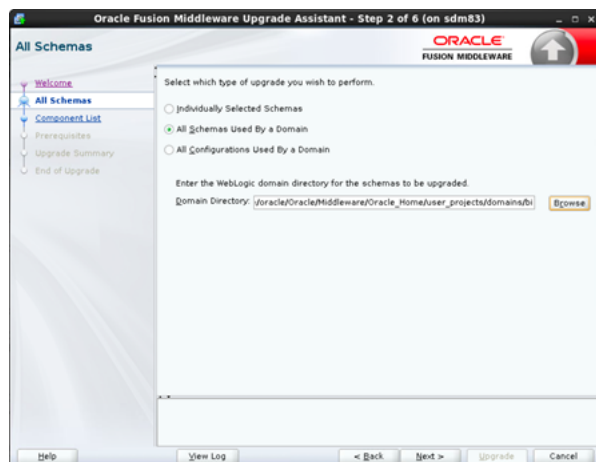 Oracle Fusion Middleware Upgrade Assistant - Step 2 of 6 (on sdm83)
All Schemas
ORACLE
FUSION MIDDLEWARE
Welcome
All Schemas
Component List
Prerequisites
Upgrade Summary
End of Upgrade
Select which type of upgrade you wish to perform.
Individually Selected Schemas
All Schemas Used By a Domain
All Configurations Used By a Domain
Enter the WebLogic domain directory for the schemas to be upgraded.
Domain Directory: /oracle/Oracle/Middleware/Oracle_Home/user_projects/domains/bi Browse
Help View Log < Back Next > Upgrade Cancel